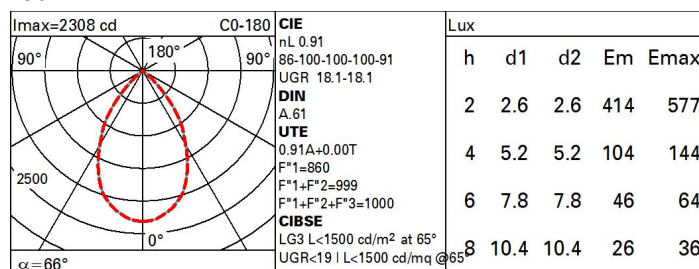 Imax=2308 cd C0-180
90° 180° 90°
2500
0°
α=66°
CIE
nL 0.91
86-100-100-100-91
UGR 18.1-18.1
DIN
A.61
UTE
0.91A+0.00T
F"1=860
F"1+F"2=999
F"1+F"2+F"3=1000
CIBSE
LG3 L<1500 cd/m² at 65°
UGR<19 | L<1500 cd/mq @65°
Lux
h d1 d2 Em Emax
2 2.6 2.6 414 577
4 5.2 5.2 104 144
6 7.8 7.8 46 64
8 10.4 10.4 26 36